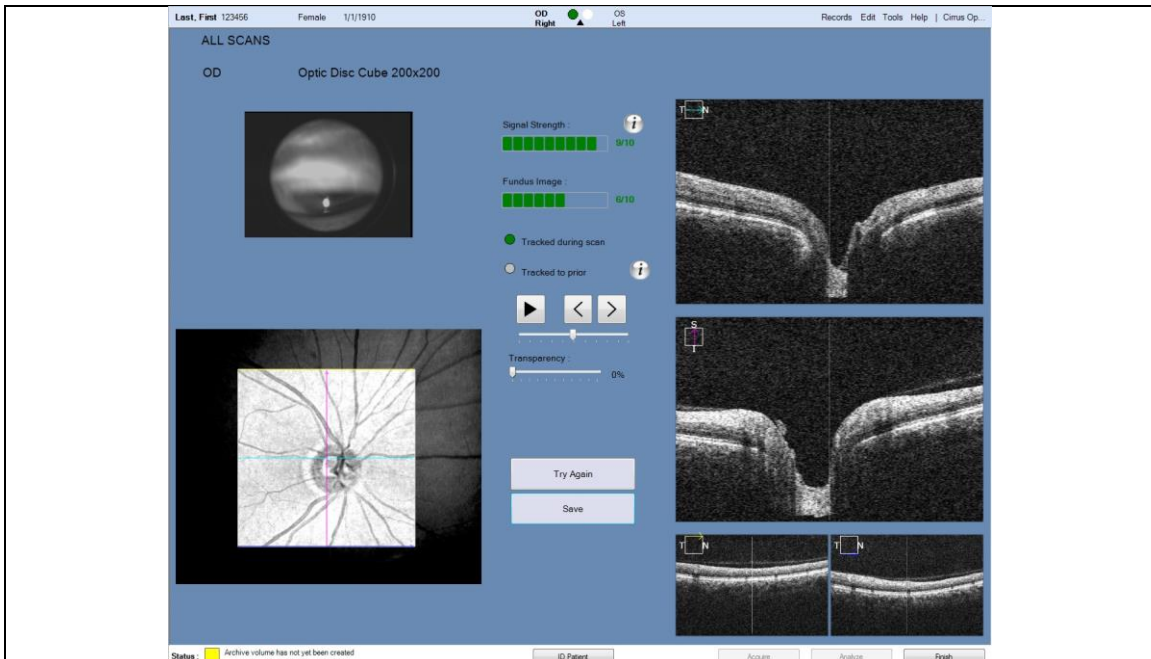 Last, First 123456 Female 1/1/1910 OD Right OS Left Records Edit Tools Help | Cirrus Op...
ALL SCANS
OD Optic Disc Cube 200x200
Signal Strength :
9/10
Fundus Image :
6/10
Tracked during scan
Tracked to prior
Transparency :
0%
Try Again
Save
T N
S
I
T N
T N
Status : Archive volume has not yet been created ID Patient Acquire Analyze Finish